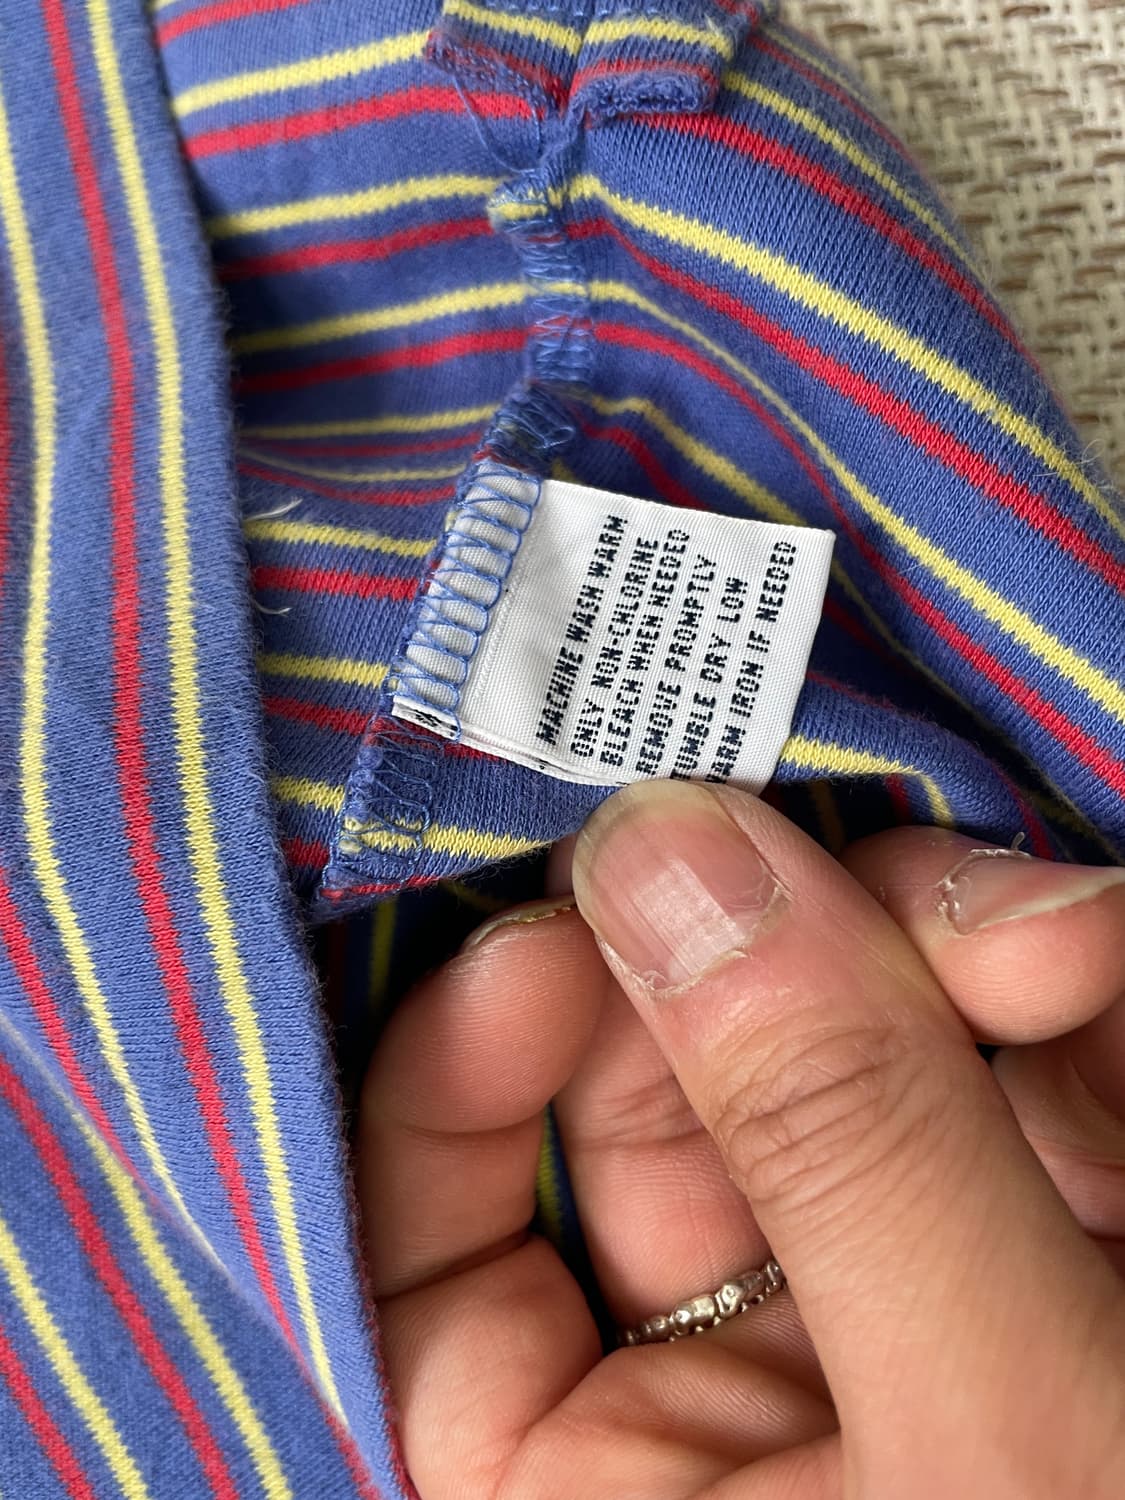 MACHINE WASH WARM
ONLY NON-CHLORINE
BLEACH WHEN NEEDED
REMOVE PROMPTLY
TUMBLE DRY LOW
WARM IRON IF NEEDED